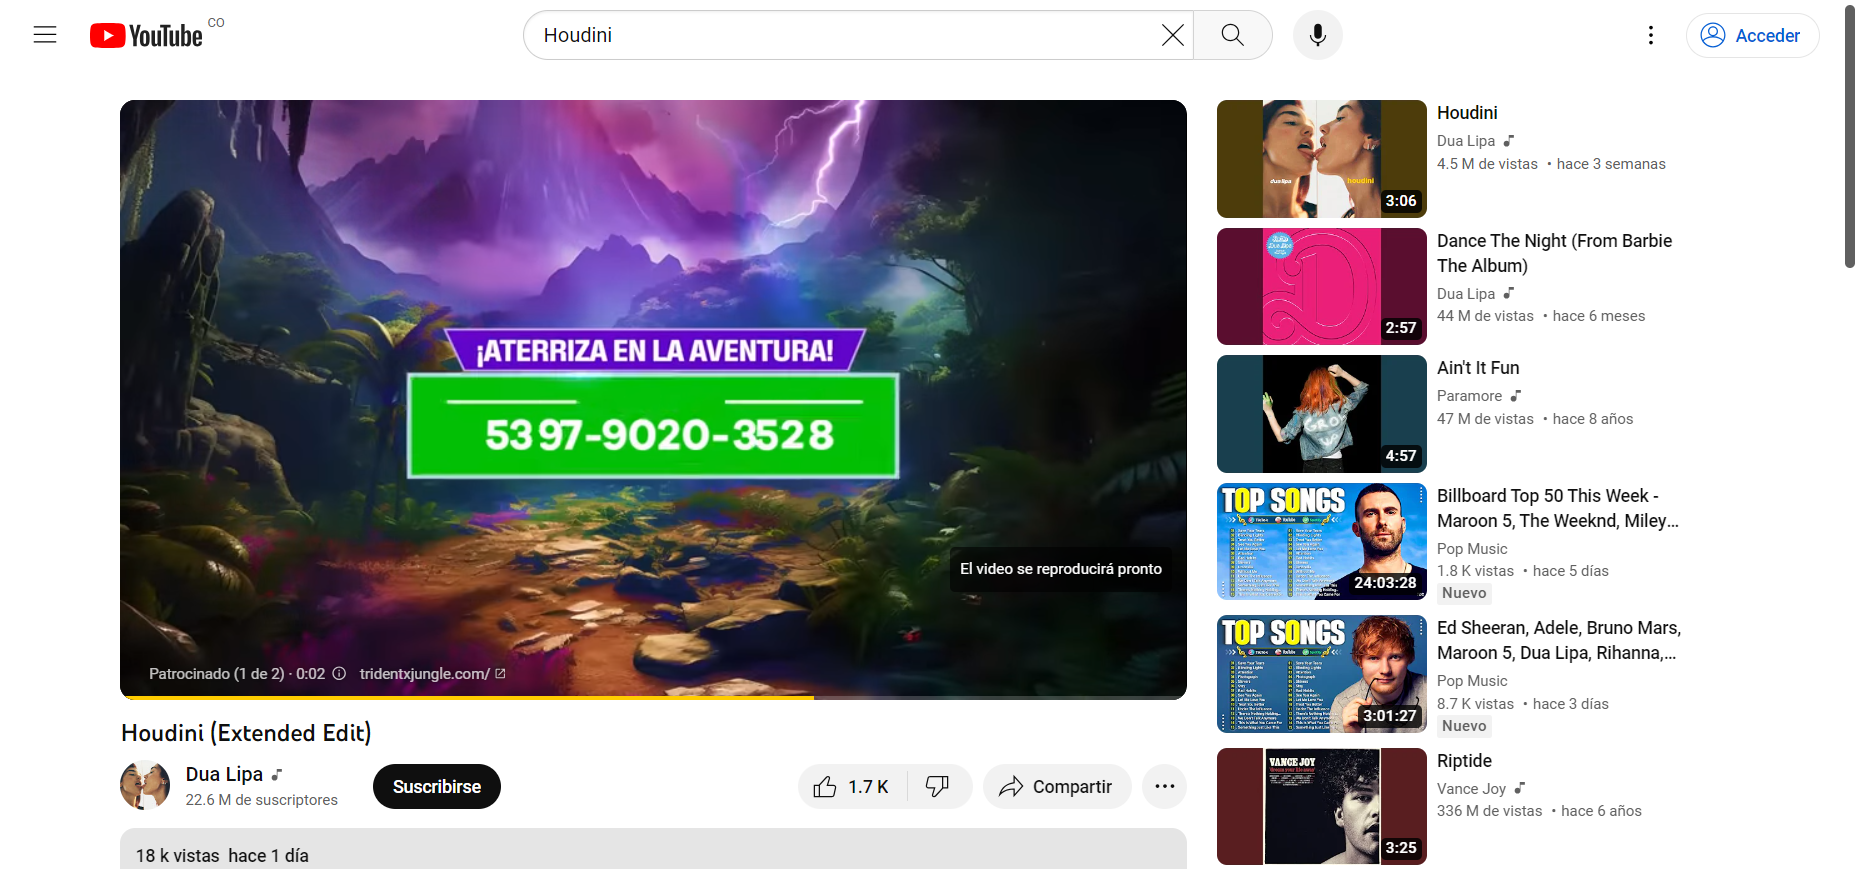 YouTube CO
Houdini
Acceder
¡ATERRIZA EN LA AVENTURA!
5397-9020-3528
El video se reproducirá pronto
Patrocinado (1 de 2) · 0:02 tridentxjungle.com/
Houdini (Extended Edit)
Dua Lipa
22.6 M de suscriptores
Suscribirse
1.7 K
Compartir
18 k vistas hace 1 día
dua lipa
houdini
3:06
Houdini
Dua Lipa
4.5 M de vistas • hace 3 semanas
2:57
Dance The Night (From Barbie
The Album)
Dua Lipa
44 M de vistas • hace 6 meses
GROW
4:57
Ain't It Fun
Paramore
47 M de vistas • hace 8 años
TOP SONGS
24:03:28
Billboard Top 50 This Week -
Maroon 5, The Weeknd, Miley...
Pop Music
1.8 K vistas • hace 5 días
Nuevo
TOP SONGS
3:01:27
Ed Sheeran, Adele, Bruno Mars,
Maroon 5, Dua Lipa, Rihanna,...
Pop Music
8.7 K vistas • hace 3 días
Nuevo
VANCE JOY
3:25
Riptide
Vance Joy
336 M de vistas • hace 6 años